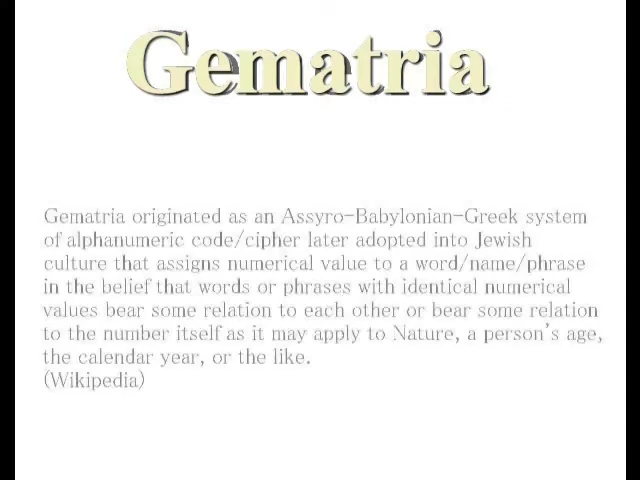 Gematria
Gematria originated as an Assyro-Babylonian-Greek system
of alphanumeric code/cipher later adopted into Jewish
culture that assigns numerical value to a word/name/phrase
in the belief that words or phrases with identical numerical
values bear some relation to each other or bear some relation
to the number itself as it may apply to Nature, a person's age,
the calendar year, or the like.
(Wikipedia)